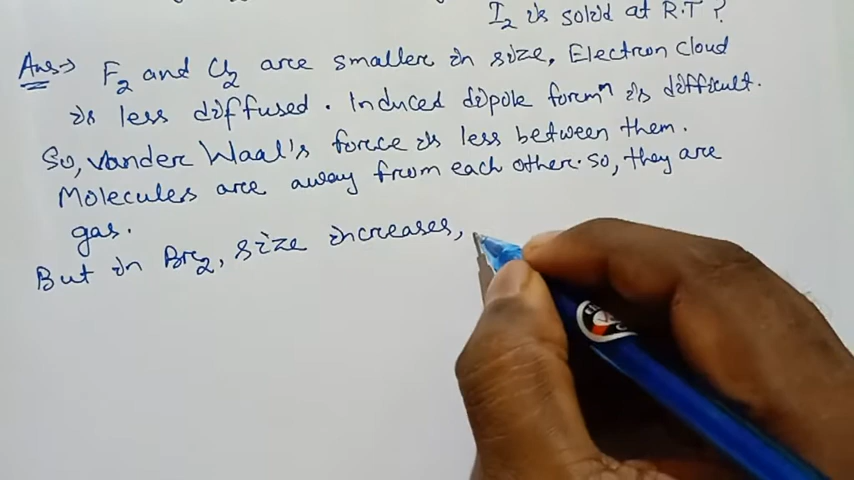 I₂ is solid at R.T ?
Ans→ F₂ and Cl₂ are smaller in size, Electron cloud
is less diffused. Induced dipole formⁿ is difficult.
So, vander Waal's force is less between them.
Molecules are away from each other. so, they are
gas.
But in Br₂, size increases,